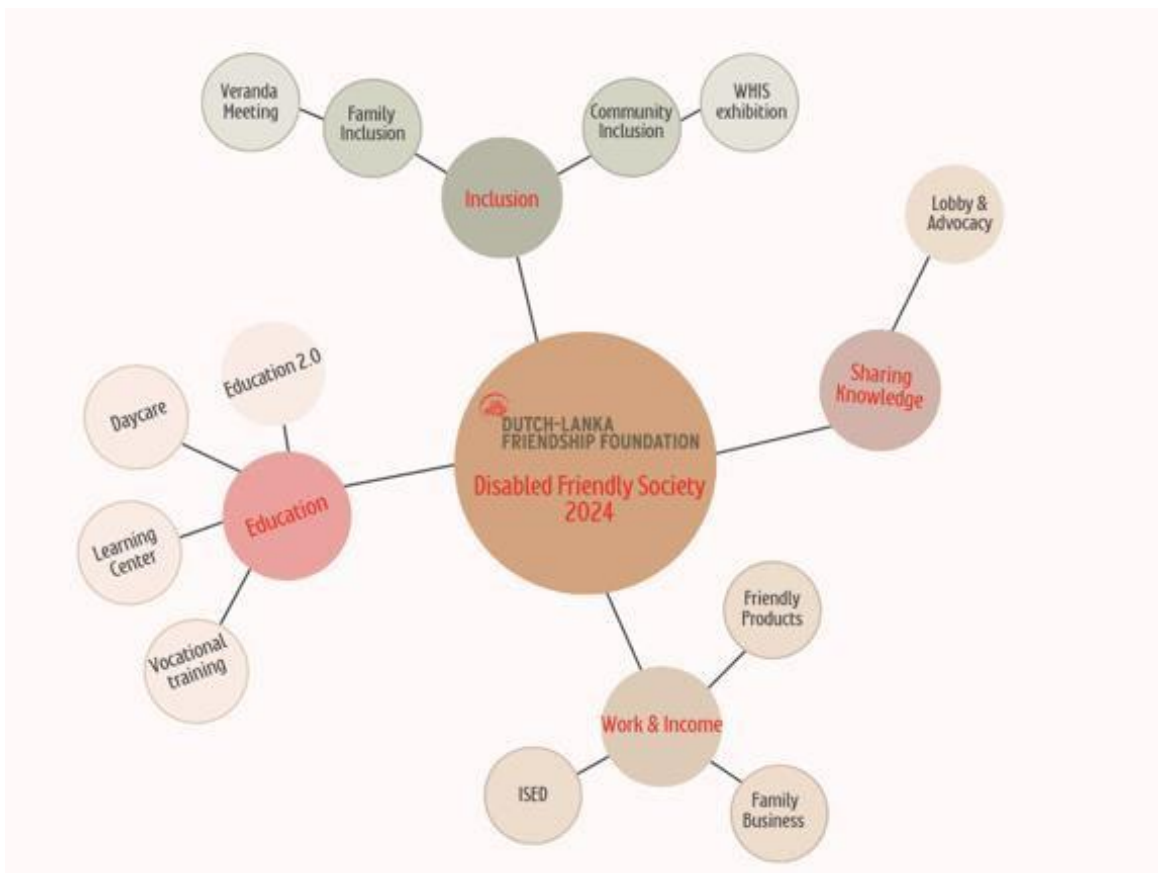 Veranda
Meeting
Family
Inclusion
Community
Inclusion
WHIS
exhibition
Inclusion
Lobby &
Advocacy
Sharing
Knowledge
Education 2.0
Daycare
Education
Learning
Center
Vocational
training
DUTCH-LANKA
FRIENDSHIP FOUNDATION
Disabled Friendly Society
2024
Friendly
Products
Work & Income
ISED
Family
Business